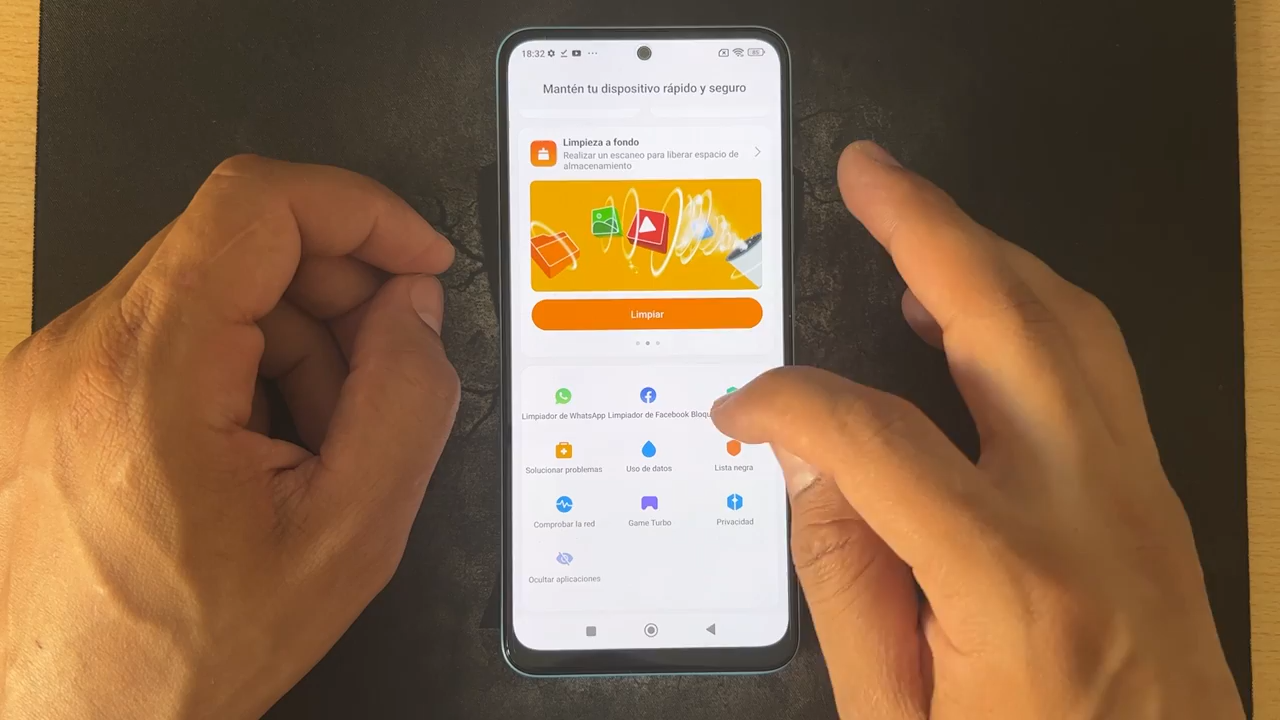 18:32
Mantén tu dispositivo rápido y seguro
Limpieza a fondo
Realizar un escaneo para liberar espacio de
almacenamiento
Limpiar
Limpiador de WhatsApp Limpiador de Facebook
Solucionar problemas Uso de datos Lista negra
Comprobar la red Game Turbo Privacidad
Ocultar aplicaciones